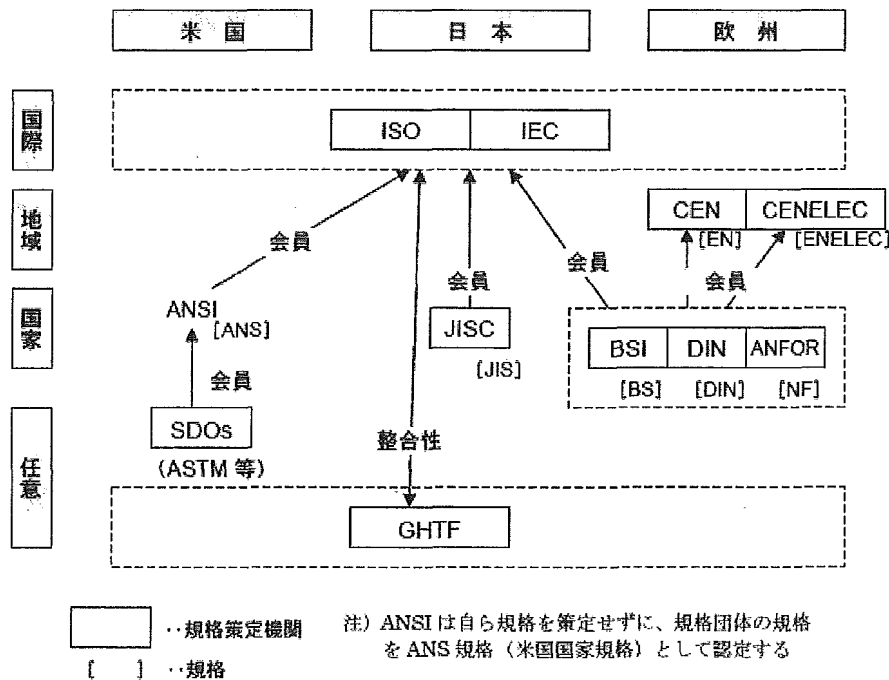 米 国
日 本
欧 州
国際
ISO
IEC
地域
CEN
CENELEC
[EN]
[ENELEC]
会員
会員
会員
会員
国家
ANSI
[ANS]
JISC
[JIS]
BSI
DIN
ANFOR
[BS]
[DIN]
[NF]
会員
SDOs
(ASTM 等)
整合性
任意
GHTF
‥規格策定機関
[ ] ‥規格
注) ANSI は自ら規格を策定せずに、規格団体の規格
を ANS 規格(米国国家規格)として認定する